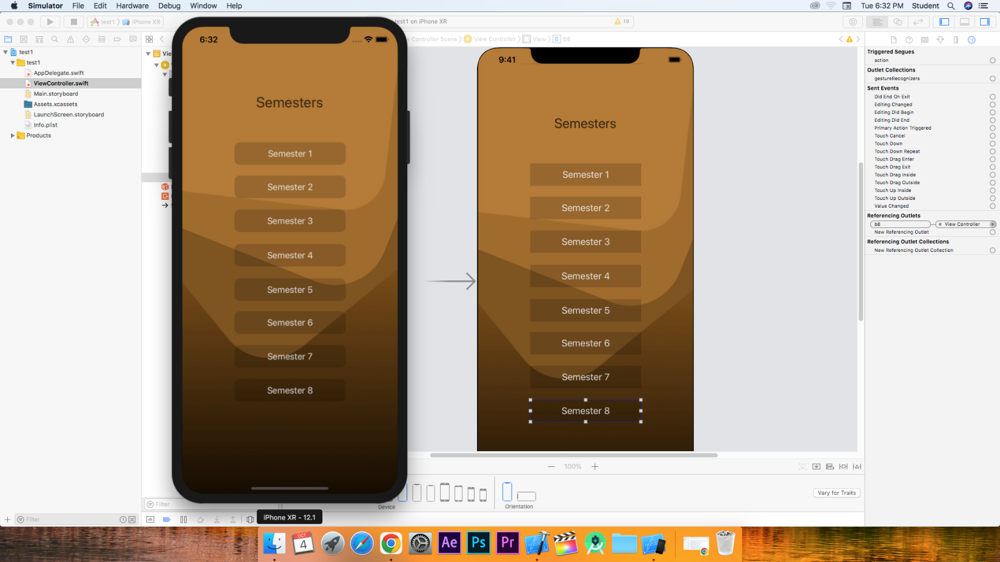 Simulator File Edit Hardware Debug Window Help
Tue 6:32 PM Student
test1 iPhone XR
test1 on iPhone XR
10
Controller Scene View Controller View B B8
test1
test1
AppDelegate.swift
ViewController.swift
Main.storyboard
Assets.xcassets
LaunchScreen.storyboard
Info.plist
Products
Vie
6:32
Semesters
Semester 1
Semester 2
Semester 3
Semester 4
Semester 5
Semester 6
Semester 7
Semester 8
9:41
Semesters
Semester 1
Semester 2
Semester 3
Semester 4
Semester 5
Semester 6
Semester 7
Semester 8
Triggered Segues
action
Outlet Collections
gestureRecognizers
Sent Events
Did End On Exit
Editing Changed
Editing Did Begin
Editing Did End
Primary Action Triggered
Touch Cancel
Touch Down
Touch Down Repeat
Touch Drag Enter
Touch Drag Exit
Touch Drag Inside
Touch Drag Outside
Touch Up Inside
Touch Up Outside
Value Changed
Referencing Outlets
b8 View Controller
New Referencing Outlet
Referencing Outlet Collections
New Referencing Outlet Collection
100%
Device
Orientation
Vary for Traits
Filter
Filter
iPhone XR - 12.1
OCT
4
Ae
Ps
Pr